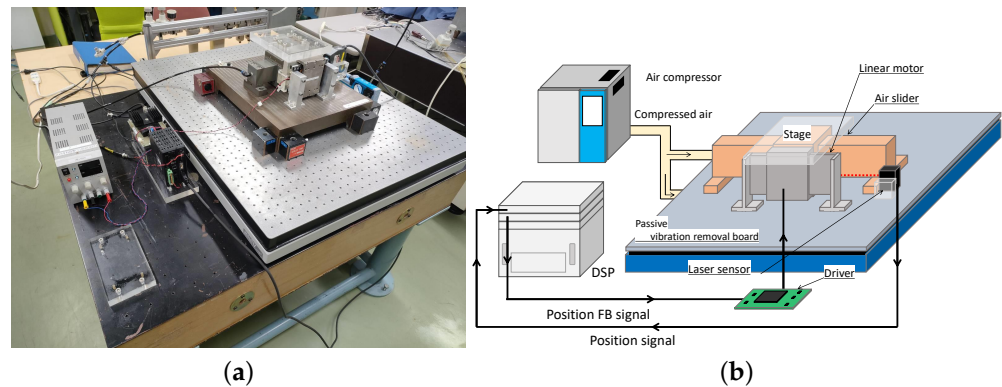 Air compressor
Linear motor
Air slider
Compressed air
Stage
Passive
vibration removal board
Laser sensor
Driver
DSP
Position FB signal
Position signal
(a)
(b)